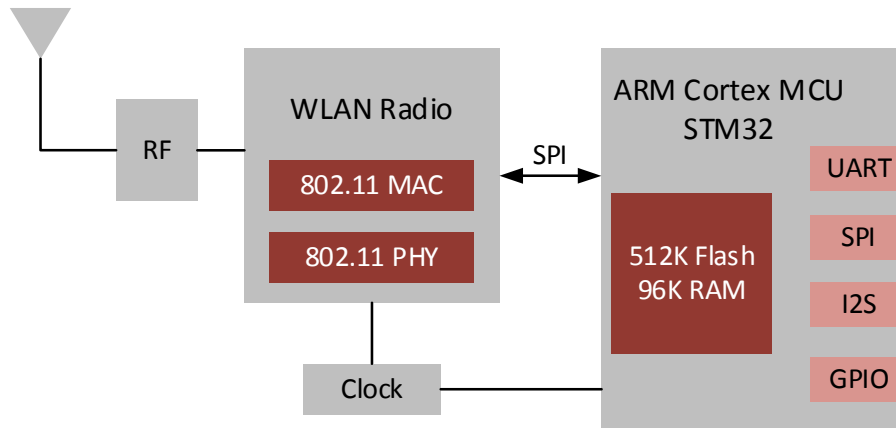 RF
WLAN Radio
802.11 MAC
802.11 PHY
SPI
Clock
ARM Cortex MCU
STM32
512K Flash
96K RAM
UART
SPI
I2S
GPIO